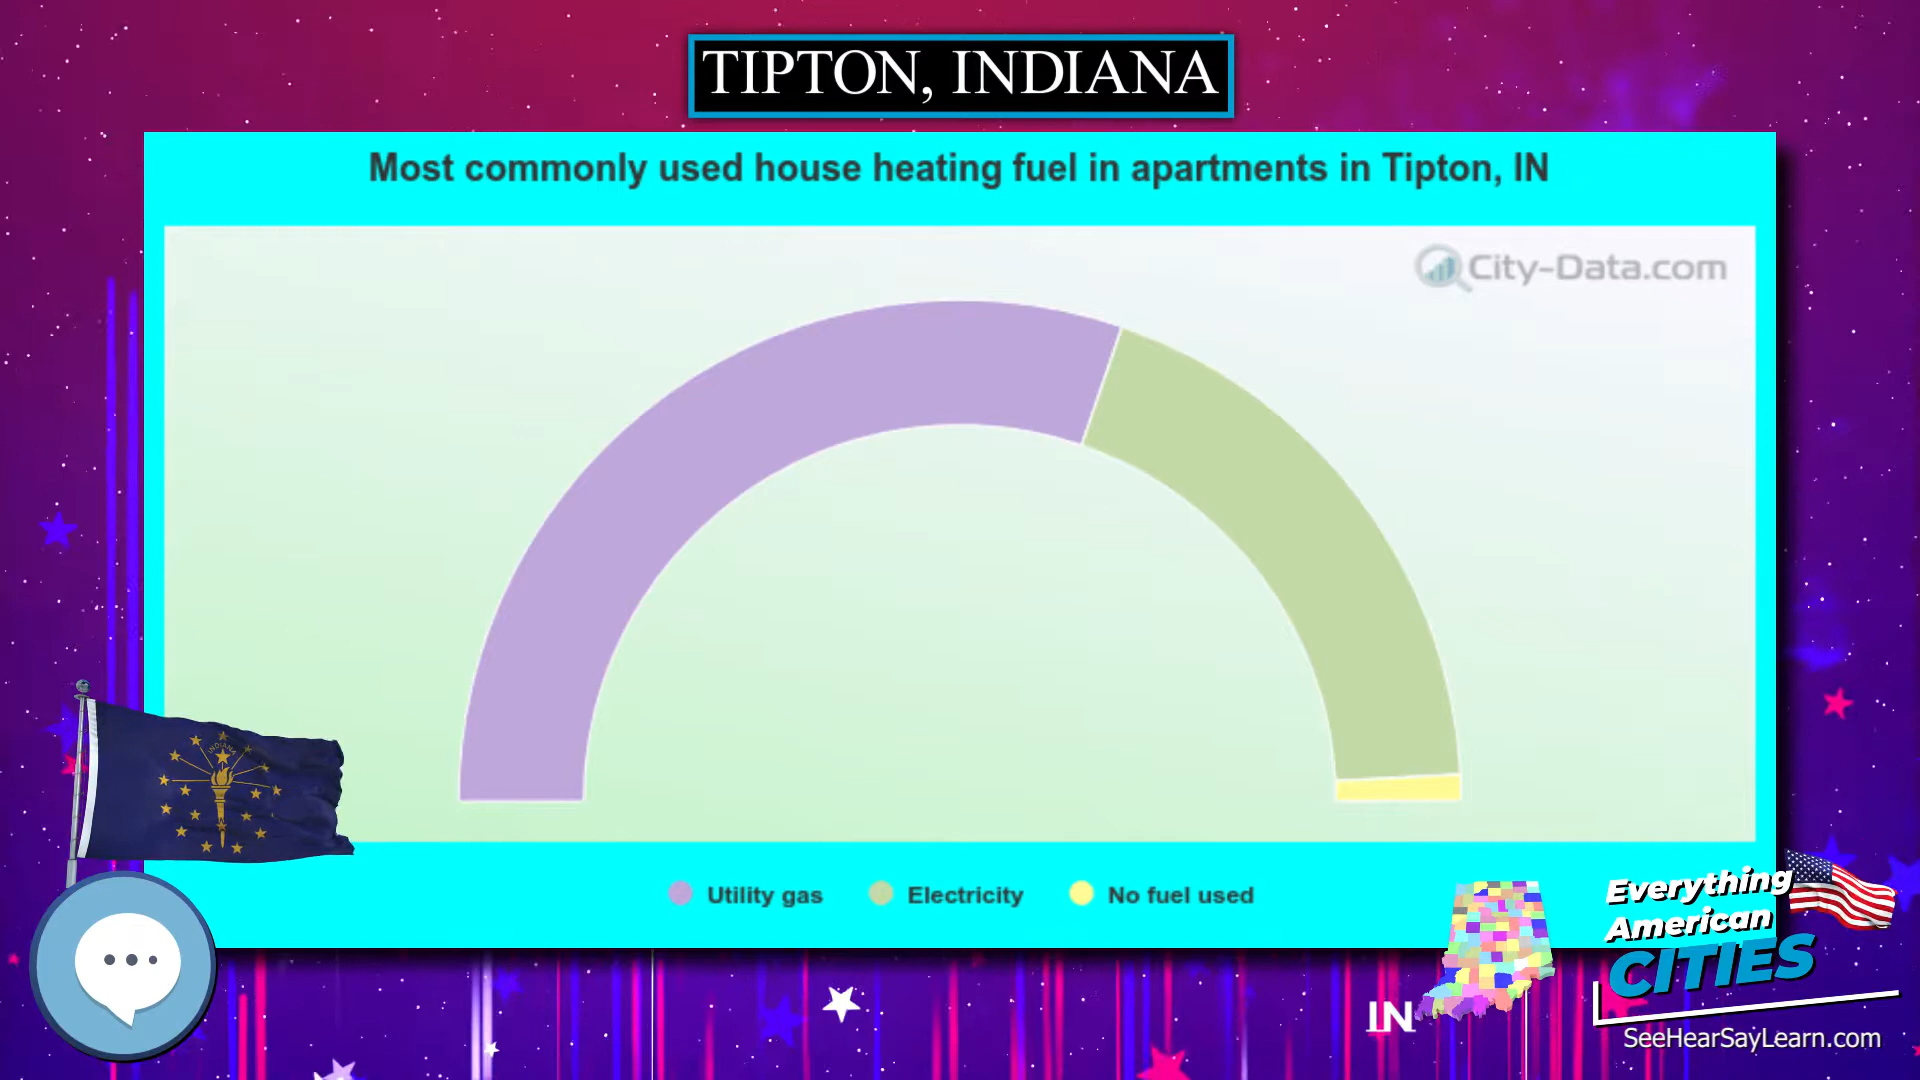 TIPTON, INDIANA
Most commonly used house heating fuel in apartments in Tipton, IN
City-Data.com
INDIANA
Utility gas
Electricity
No fuel used
Everything
American
CITIES
IN
SeeHearSayLearn.com